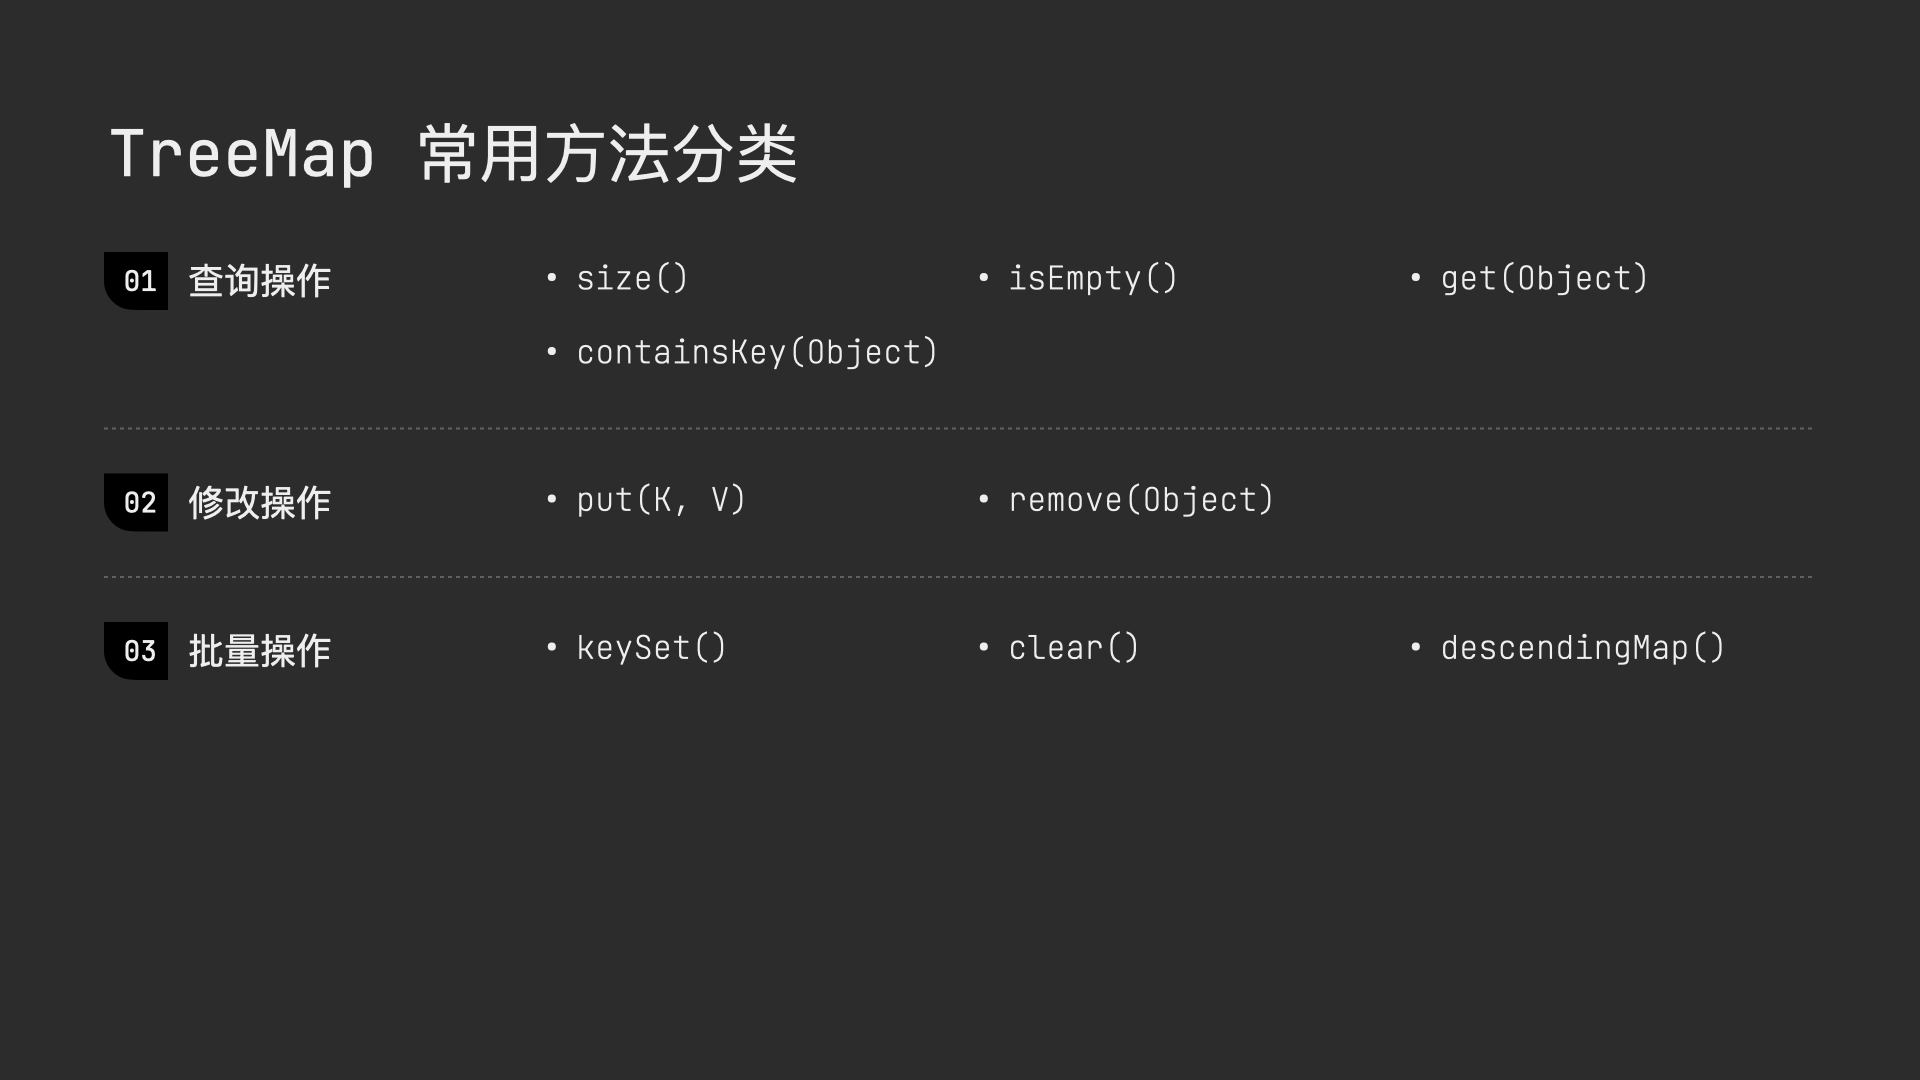 TreeMap 常用方法分类
01 查询操作
• size()
• isEmpty()
• get(Object)
• containsKey(Object)
02 修改操作
• put(K, V)
• remove(Object)
03 批量操作
• keySet()
• clear()
• descendingMap()